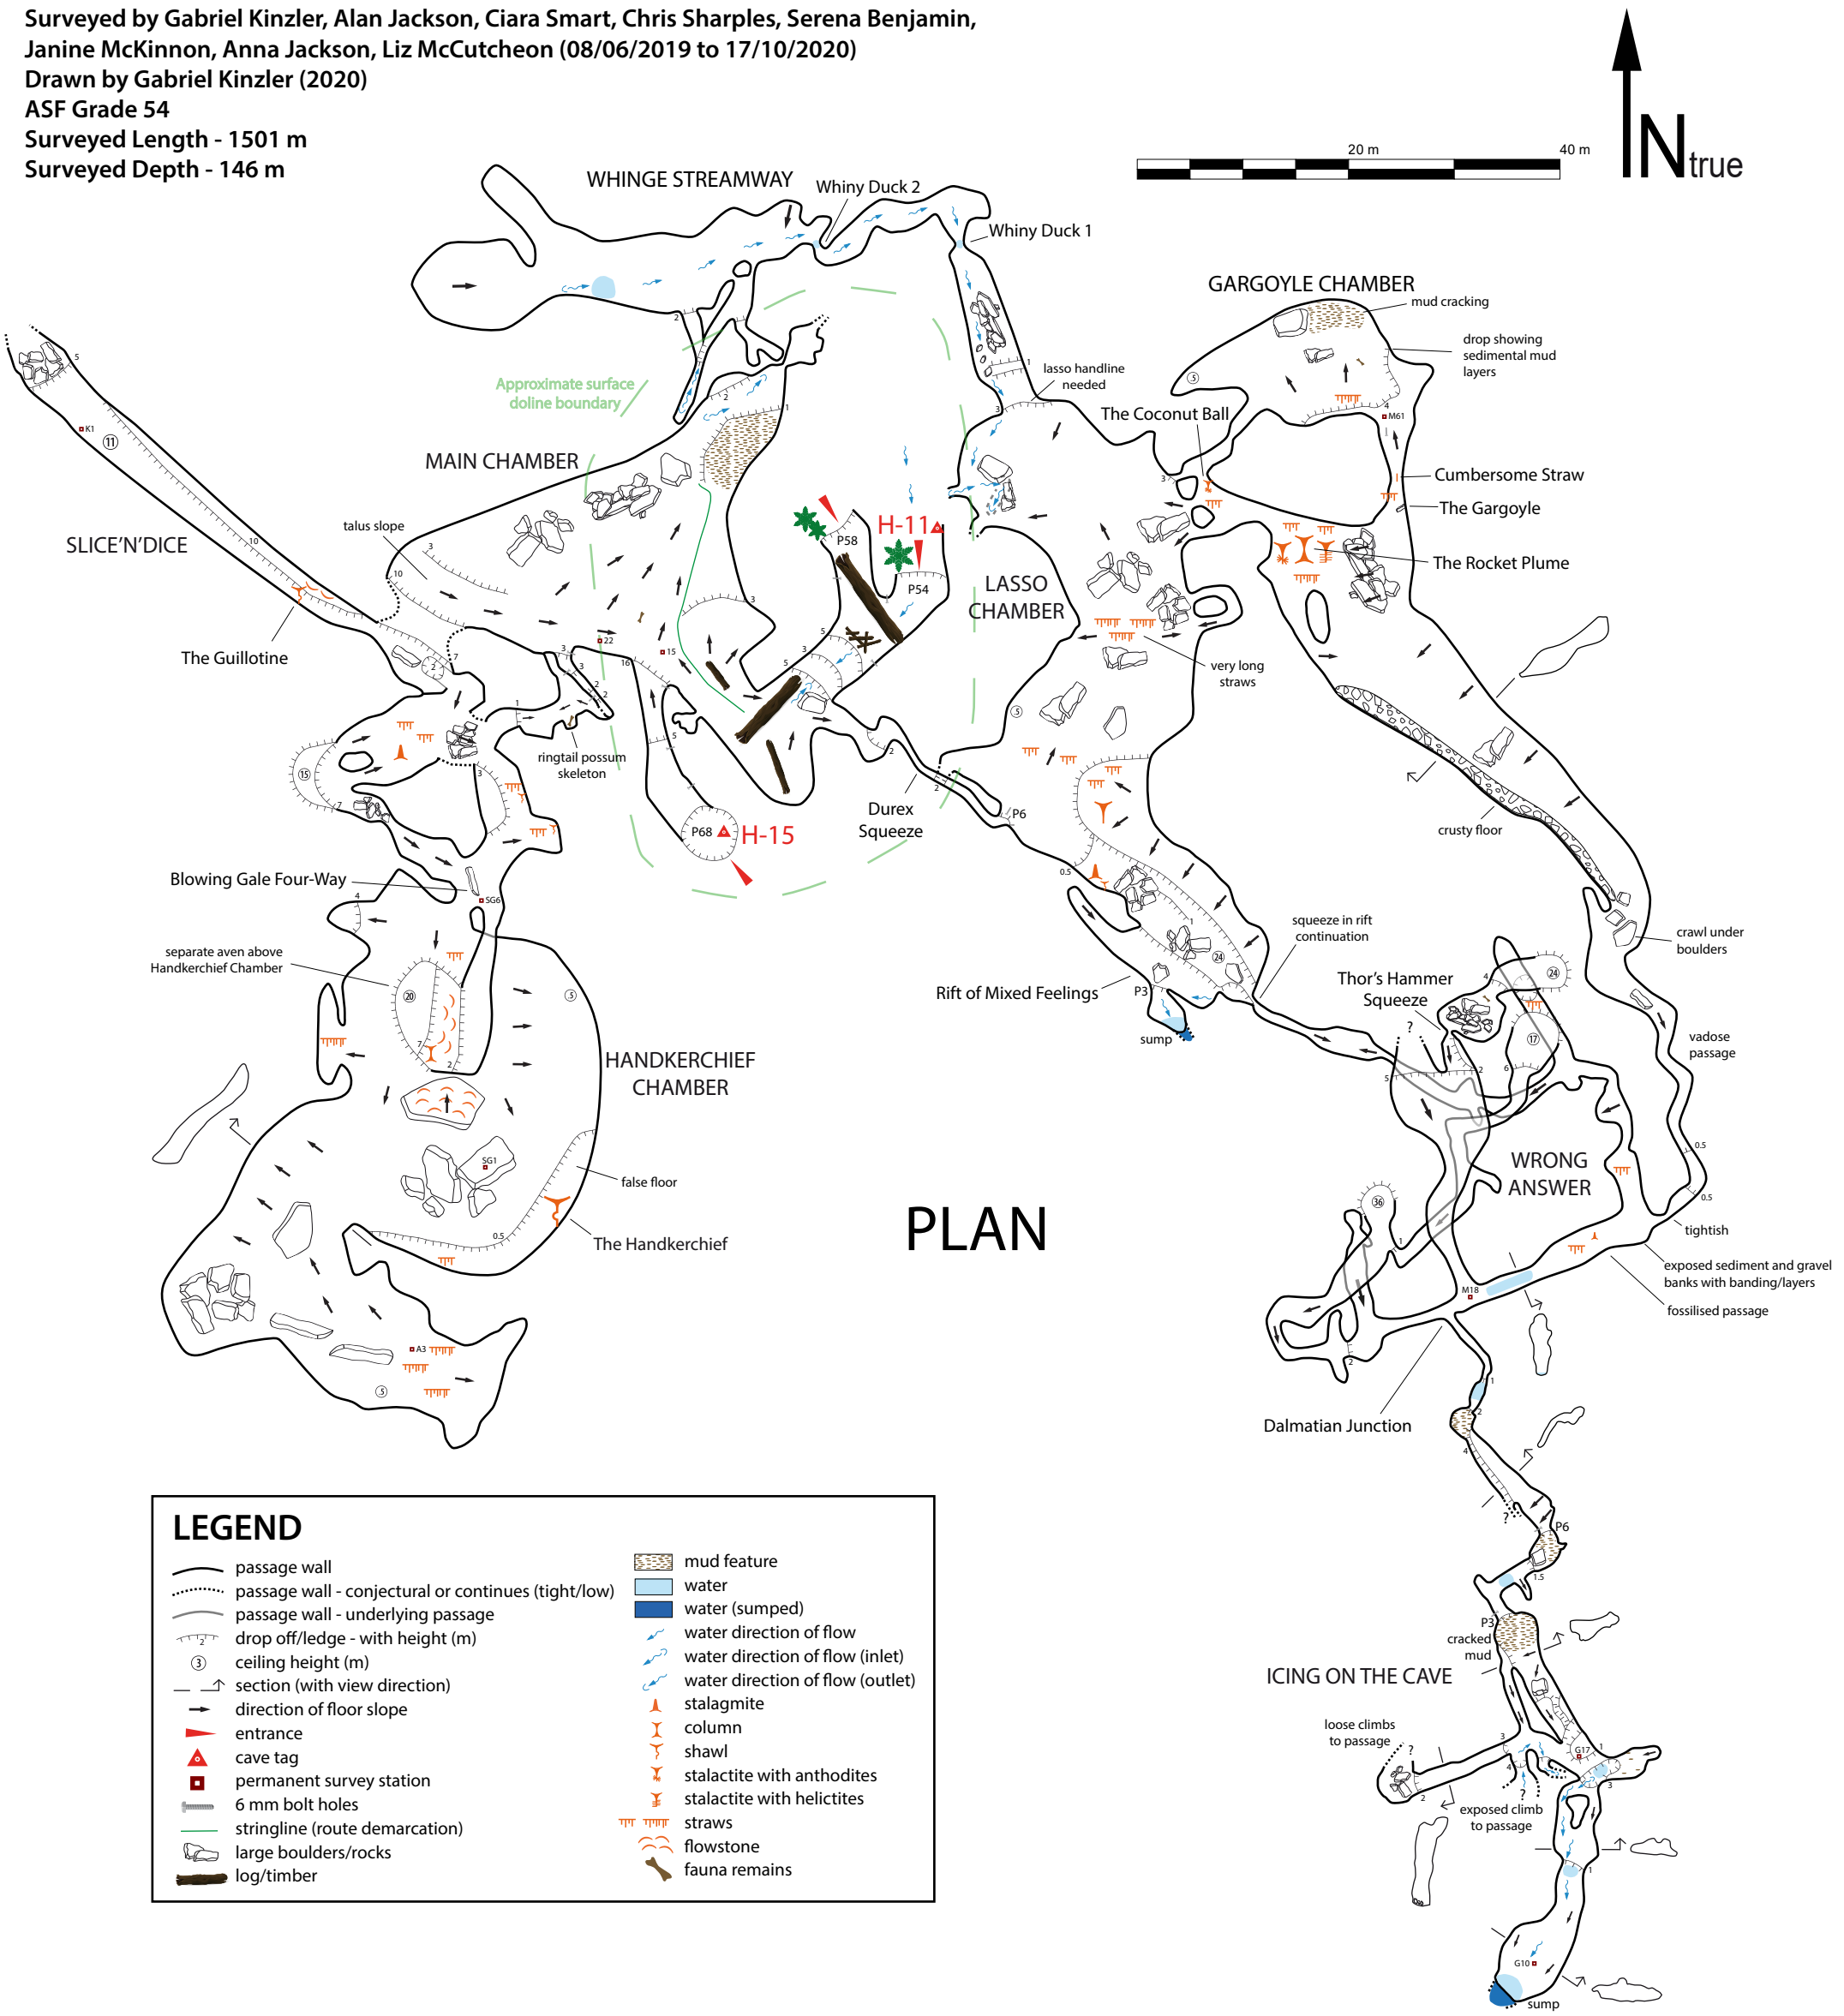 Surveyed by Gabriel Kinzler, Alan Jackson, Ciara Smart, Chris Sharples, Serena Benjamin,
Janine McKinnon, Anna Jackson, Liz McCutcheon (08/06/2019 to 17/10/2020)
Drawn by Gabriel Kinzler (2020)
ASF Grade 54
Surveyed Length - 1501 m
Surveyed Depth - 146 m
20 m
40 m
N true
WHINGE STREAMWAY
Whiny Duck 2
Whiny Duck 1
GARGOYLE CHAMBER
mud cracking
drop showing
sedimental mud
layers
lasso handline
needed
Approximate surface
doline boundary
The Coconut Ball
M61
K1
11
MAIN CHAMBER
Cumbersome Straw
The Gargoyle
talus slope
SLICE'N'DICE
P58
H-11
P54
The Rocket Plume
LASSO
CHAMBER
The Guillotine
22
15
very long
straws
ringtail possum
skeleton
15
Durex
Squeeze
P6
crusty floor
P68
H-15
Blowing Gale Four-Way
SG6
squeeze in rift
continuation
crawl under
boulders
separate aven above
Handkerchief Chamber
20
24
24
Rift of Mixed Feelings
P3
Thor's Hammer
Squeeze
17
sump
?
vadose
passage
HANDKERCHIEF
CHAMBER
SG1
false floor
WRONG
ANSWER
36
The Handkerchief
PLAN
tightish
exposed sediment and gravel
banks with banding/layers
fossilised passage
M18
A3
Dalmatian Junction
?
P6
P3
cracked
mud
ICING ON THE CAVE
loose climbs
to passage
?
G17
?
exposed climb
to passage
G10
sump
LEGEND
passage wall
passage wall - conjectural or continues (tight/low)
passage wall - underlying passage
2
drop off/ledge - with height (m)
3
ceiling height (m)
section (with view direction)
direction of floor slope
entrance
cave tag
permanent survey station
6 mm bolt holes
stringline (route demarcation)
large boulders/rocks
log/timber
mud feature
water
water (sumped)
water direction of flow
water direction of flow (inlet)
water direction of flow (outlet)
stalagmite
column
shawl
stalactite with anthodites
stalactite with helictites
straws
flowstone
fauna remains